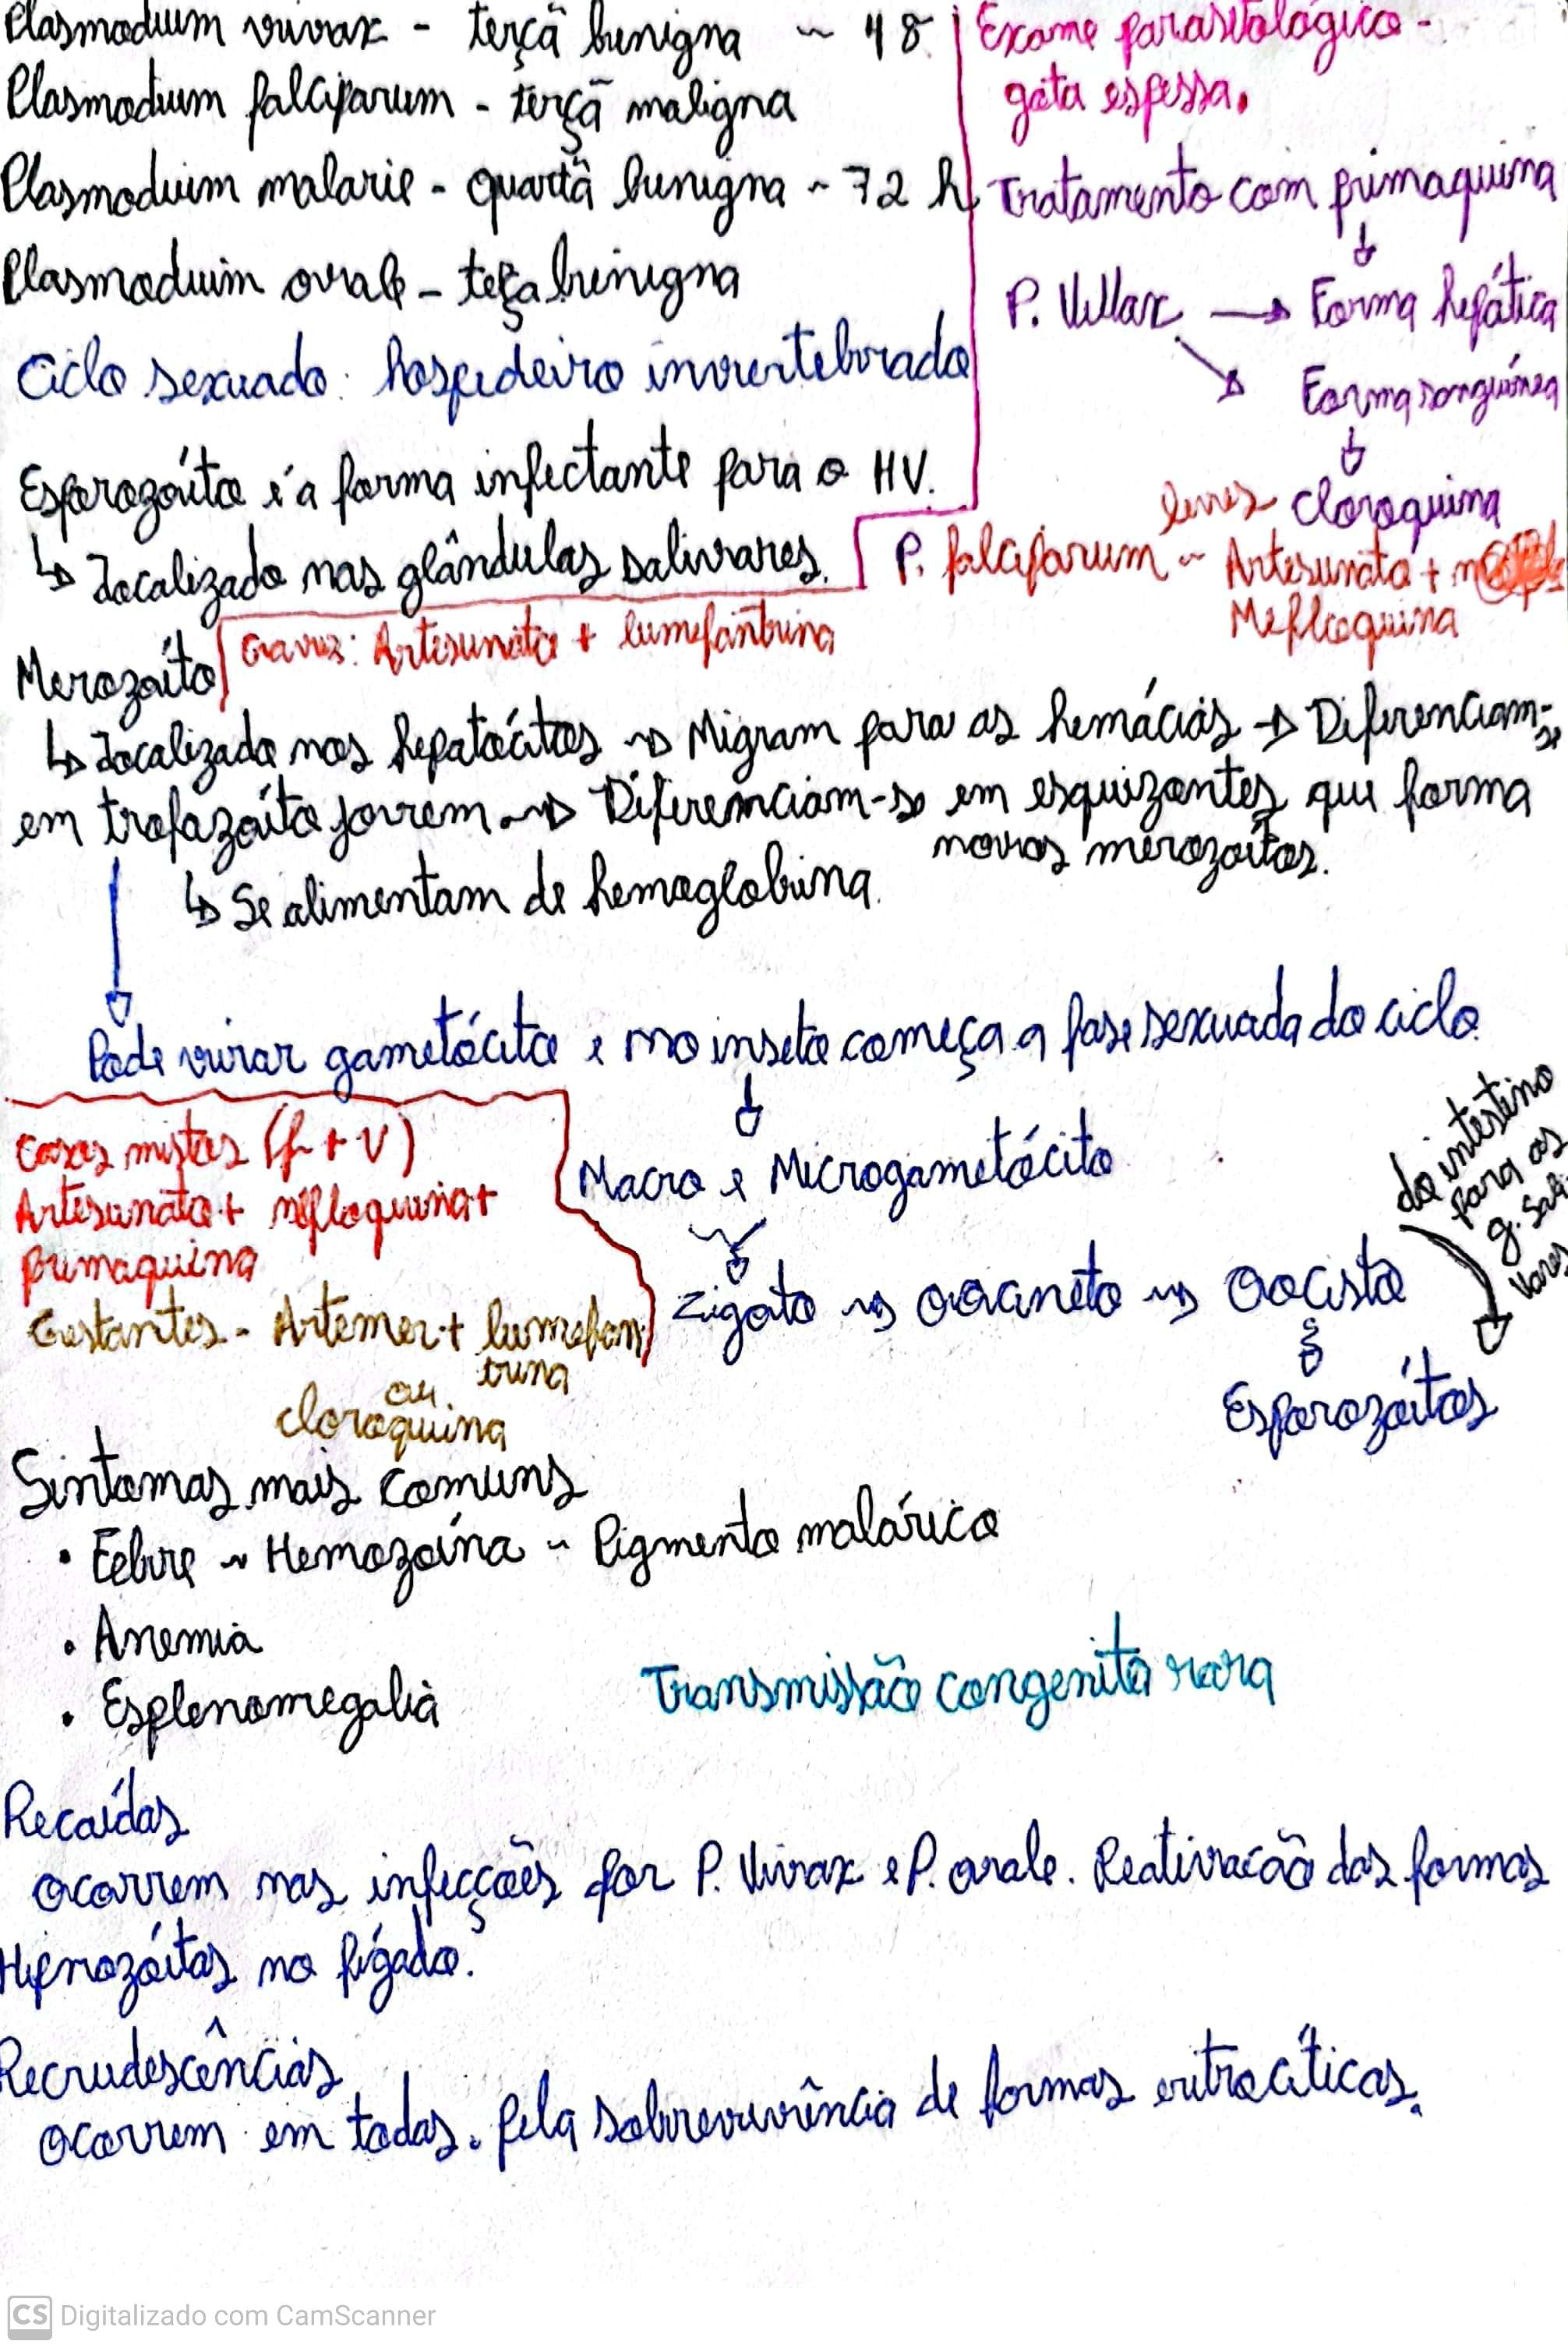 Plasmodium vivax - terçã benigna ~ 48
Plasmodium falciparum - terçã maligna
Plasmodium malarie - quartã benigna ~ 72 h
Plasmodium ovale - terça benigna
Exame parasitológico -
gota espessa.
Tratamento com primaquina
P. Vivax → Forma hepática
Forma sanguínea
Cloroquina
leves
P. falciparum ~ Artesunato + m
Mefloquina
Graves: Artesunato + lumefantrina
Ciclo sexuado: hospedeiro invertebrado
Esporozoíto é a forma infectante para o HV.
↳ Localizado nas glândulas salivares.
Merozoíto
↳ Localizado nos hepatócitos → Migram para as hemácias → Diferenciam-se
em trofozoíto jovem → Diferenciam-se em esquizontes que forma
novos merozoítos.
↳ Se alimentam de hemoglobina.
Pode virar gametócito e no inseto começa a fase sexuada do ciclo
Casos mistos (f + V)
Artesunato + mefloquina +
primaquina
Gestantes - Artemer + lumefan
trina
ou
cloroquina
Macro e Microgametócito
Zigoto → oocineto → Oocisto
Esporozoítos
do intestino
para as
g. Sali
vares
Sintomas mais comuns
• Febre ~ Hemozoína ~ Pigmento malárico
• Anemia
• Esplenomegalia
Transmissão congenita rara
Recaídas
ocorrem nas infecções por P. Vivax e P. ovale. Reativação das formas
Hipnozoítas no fígado.
Recrudescências
ocorrem em todas. Pela sobrevivência de formas eritrocíticas.
CS Digitalizado com CamScanner